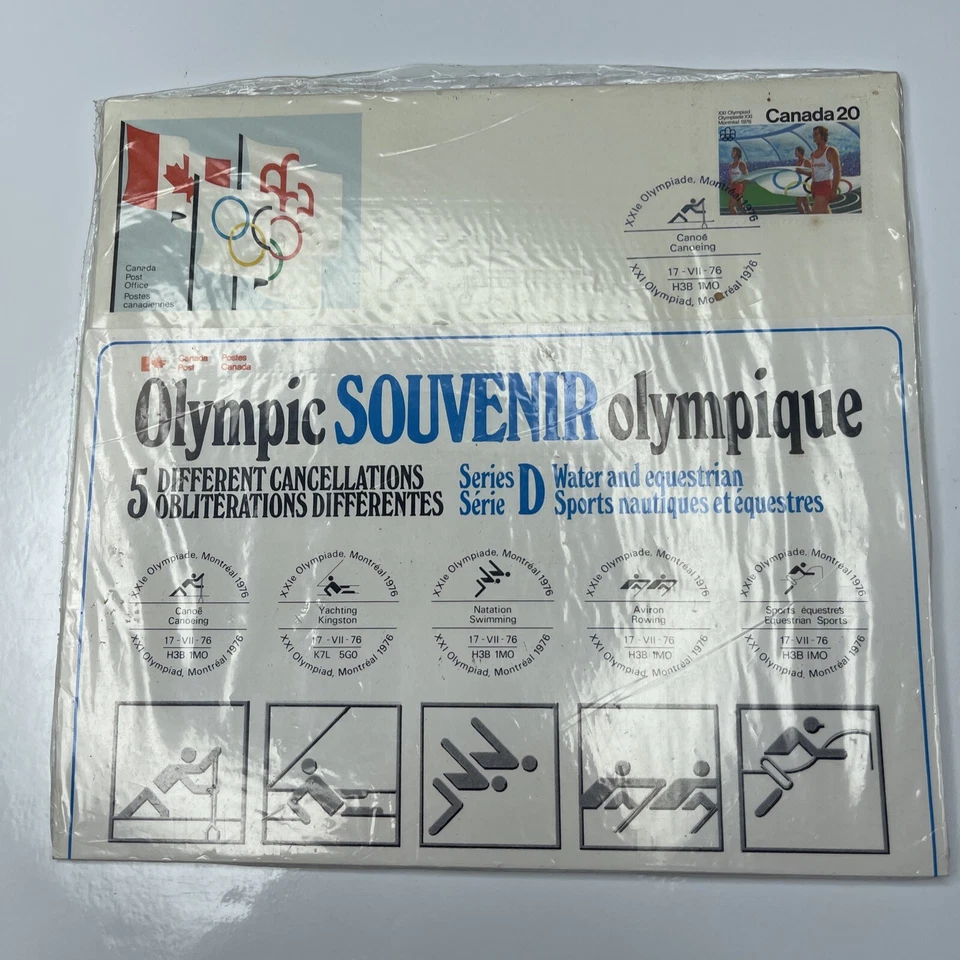 Canada
Post
Office
Postes
canadiennes
XXI Olympiad
Olympiade XXI
Montréal 1976
Canada 20
XXIe Olympiade, Montréal 1976
Canoë
Canoeing
17-VII-76
H3B 1MO
XXI Olympiad, Montréal 1976
Canada
Post
Postes
Canada
Olympic SOUVENIR olympique
5 DIFFERENT CANCELLATIONS
OBLITÉRATIONS DIFFÉRENTES
Series
Série
D
Water and equestrian
Sports nautiques et équestres
XXIe Olympiade, Montréal 1976
Canoë
Canoeing
17-VII-76
H3B 1MO
XXI Olympiad, Montréal 1976
XXIe Olympiade, Montréal 1976
Yachting
Kingston
17-VII-76
K7L 5G0
XXI Olympiad, Montréal 1976
XXIe Olympiade, Montréal 1976
Natation
Swimming
17-VII-76
H3B 1MO
XXI Olympiad, Montréal 1976
XXIe Olympiade, Montréal 1976
Aviron
Rowing
17-VII-76
H3B 1MO
XXI Olympiad, Montréal 1976
XXIe Olympiade, Montréal 1976
Sports équestres
Equestrian Sports
17-VII-76
H3B 1MO
XXI Olympiad, Montréal 1976